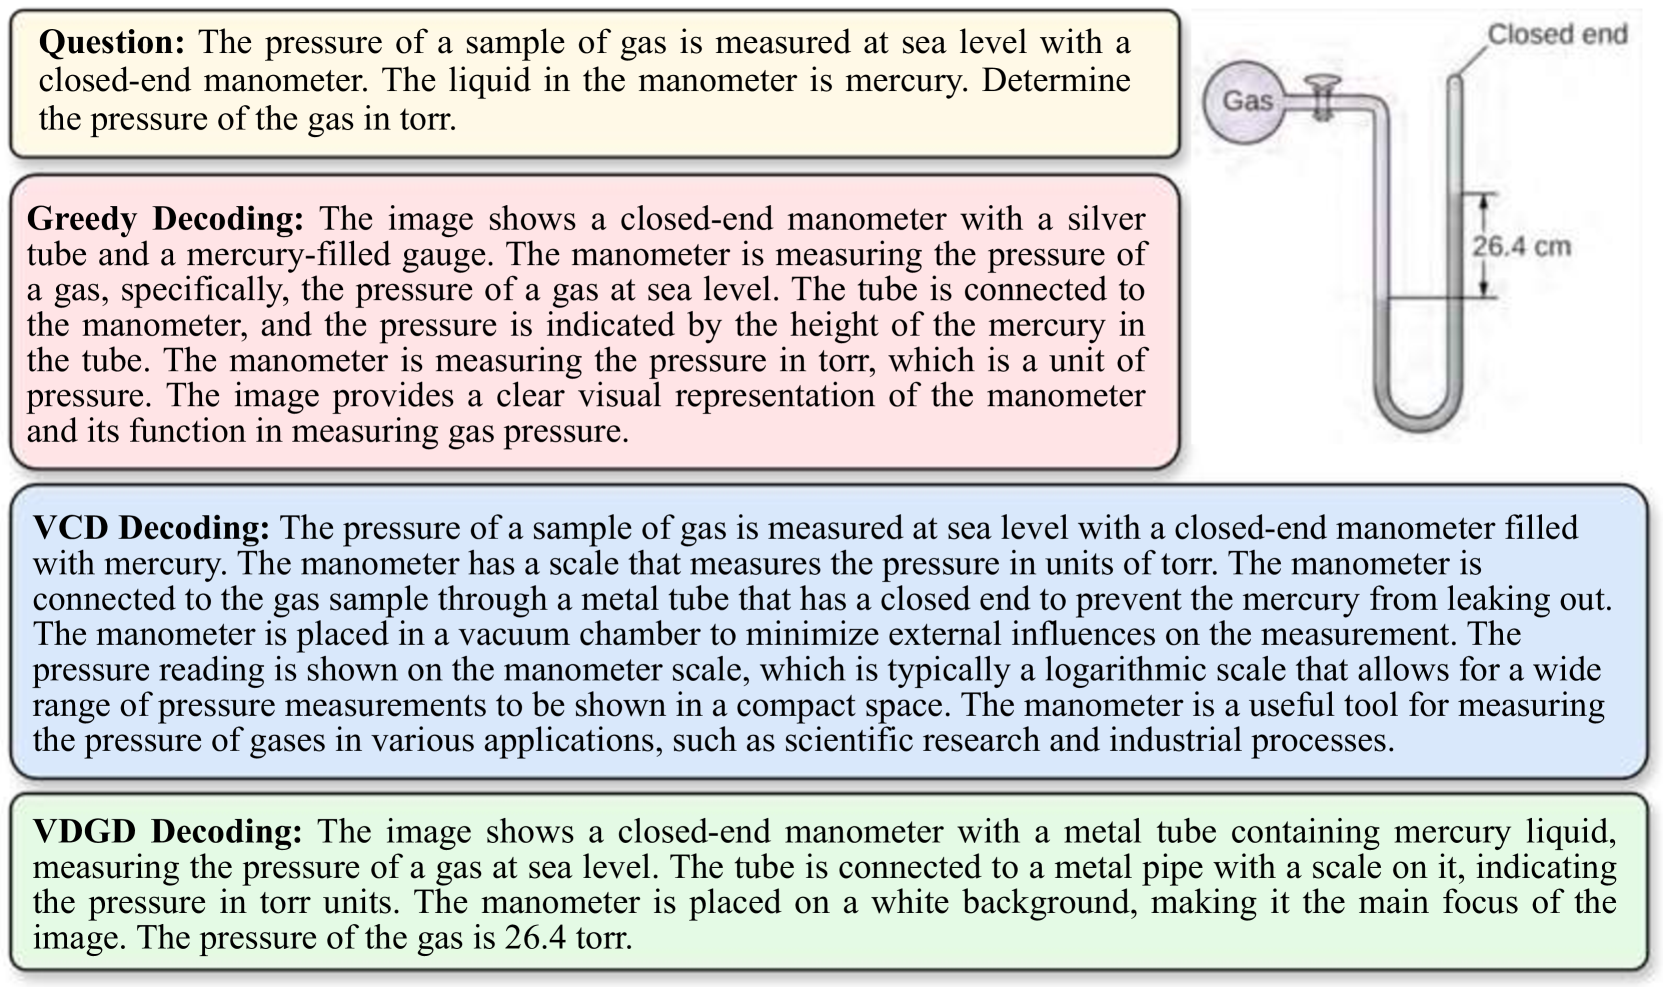 Question: The pressure of a sample of gas is measured at sea level with a
closed-end manometer. The liquid in the manometer is mercury. Determine
the pressure of the gas in torr.
Closed end
Gas
26.4 cm
Greedy Decoding: The image shows a closed-end manometer with a silver
tube and a mercury-filled gauge. The manometer is measuring the pressure of
a gas, specifically, the pressure of a gas at sea level. The tube is connected to
the manometer, and the pressure is indicated by the height of the mercury in
the tube. The manometer is measuring the pressure in torr, which is a unit of
pressure. The image provides a clear visual representation of the manometer
and its function in measuring gas pressure.
VCD Decoding: The pressure of a sample of gas is measured at sea level with a closed-end manometer filled
with mercury. The manometer has a scale that measures the pressure in units of torr. The manometer is
connected to the gas sample through a metal tube that has a closed end to prevent the mercury from leaking out.
The manometer is placed in a vacuum chamber to minimize external influences on the measurement. The
pressure reading is shown on the manometer scale, which is typically a logarithmic scale that allows for a wide
range of pressure measurements to be shown in a compact space. The manometer is a useful tool for measuring
the pressure of gases in various applications, such as scientific research and industrial processes.
VDGD Decoding: The image shows a closed-end manometer with a metal tube containing mercury liquid,
measuring the pressure of a gas at sea level. The tube is connected to a metal pipe with a scale on it, indicating
the pressure in torr units. The manometer is placed on a white background, making it the main focus of the
image. The pressure of the gas is 26.4 torr.